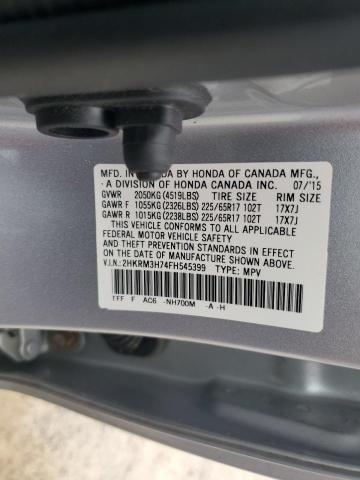 MFD. IN BY HONDA OF CANADA MFG.,
A DIVISION OF HONDA CANADA INC. 07/'15
GVWR 2050KG (4519LBS) TIRE SIZE RIM SIZE
GAWR F 1055KG (2326LBS) 225/65R17 102T 17X7J
GAWR R 1015KG (2238LBS) 225/65R17 102T 17X7J
THIS VEHICLE CONFORMS TO ALL APPLICABLE
FEDERAL MOTOR VEHICLE SAFETY AND
THEFT PREVENTION STANDARDS IN EFFECT ON
THE DATE OF MANUFACTURE SHOWN ABOVE.
V.I.N.: 2HKRM3H74FH545399 TYPE: MPV
TFF F AC6 -NH700M -A -H